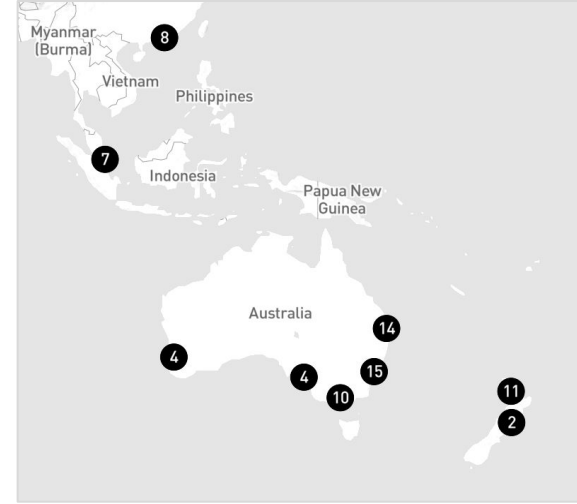 Myanmar
(Burma)
8
Vietnam
Philippines
7
Indonesia
Papua New
Guinea
Australia
14
4
15
4
10
11
2